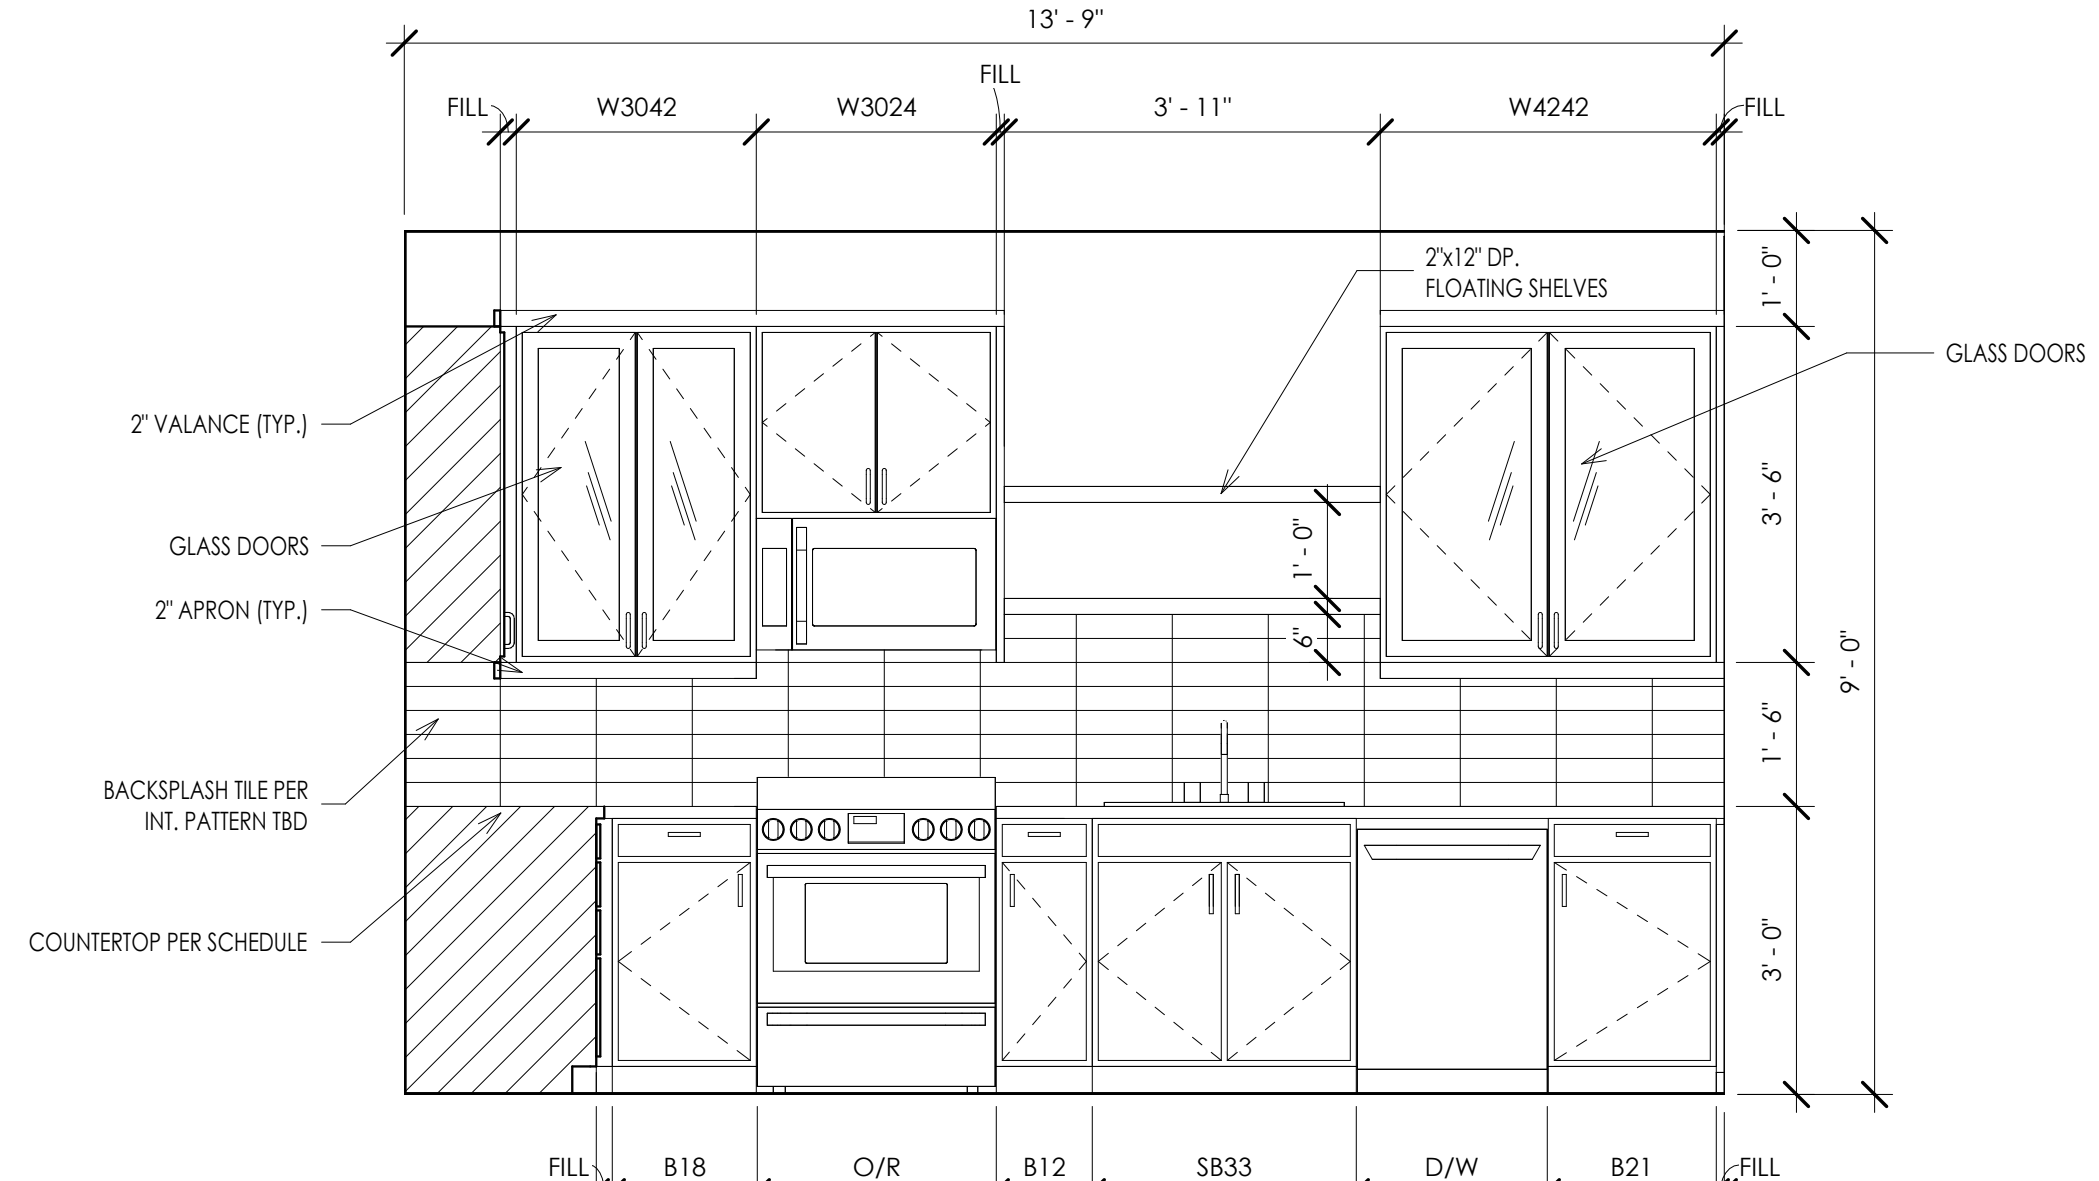 13' - 9"
FILL
FILL
W3042
W3024
3' - 11"
W4242
FILL
2"x12" DP.
FLOATING SHELVES
1' - 0"
GLASS DOORS
2" VALANCE (TYP.)
3' - 6"
GLASS DOORS
1' - 0"
2" APRON (TYP.)
6"
9' - 0"
1' - 6"
BACKSPLASH TILE PER
INT. PATTERN TBD
COUNTERTOP PER SCHEDULE
3' - 0"
FILL
B18
O/R
B12
SB33
D/W
B21
FILL